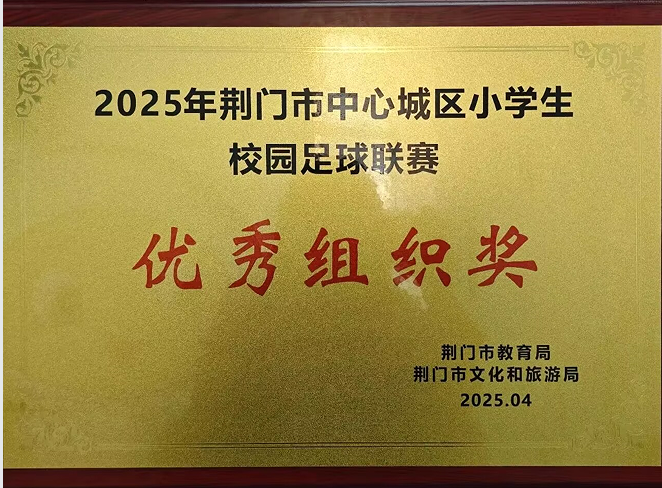 2025年荆门市中心城区小学生
校园足球联赛
优秀组织奖
荆门市教育局
荆门市文化和旅游局
2025.04